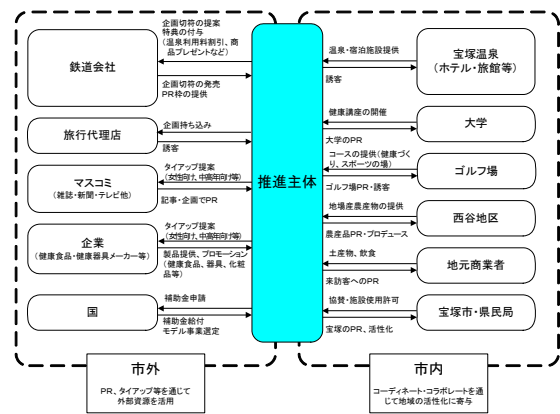 企画切符の提案
特典の付与
(温泉利用料割引、商
品プレゼントなど)
鉄道会社
企画切符の発売
PR枠の提供
企画持ち込み
旅行代理店
誘客
タイアップ提案
(女性向け、中高年向け等)
マスコミ
(雑誌・新聞・テレビ他)
記事・企画でPR
タイアップ提案
(女性向け、中高年向け等)
企業
(健康食品・健康器具メーカー等)
製品提供、プロモーション
(健康食品、器具、化粧
品等)
補助金申請
国
補助金給付
モデル事業選定
推進主体
温泉・宿泊施設提供
宝塚温泉
(ホテル・旅館等)
誘客
健康講座の開催
大学
大学のPR
コースの提供(健康づく
り、スポーツの場)
ゴルフ場
ゴルフ場PR・誘客
地場産農産物の提供
西谷地区
農産品PR・プロデュース
土産物、飲食
地元商業者
来訪客へのPR
協賛・施設使用許可
宝塚市・県民局
宝塚のPR、活性化
市外
PR、タイアップ等を通じて
外部資源を活用
市内
コーディネート・コラボレートを通
じて地域の活性化に寄与